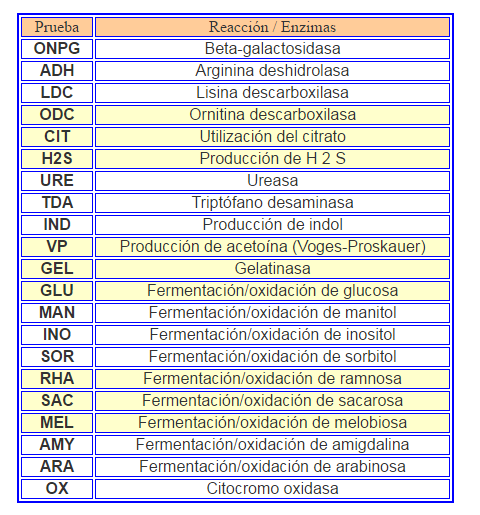 Prueba Reacción / Enzimas
ONPG Beta-galactosidasa
ADH Arginina deshidrolasa
LDC Lisina descarboxilasa
ODC Ornitina descarboxilasa
CIT Utilización del citrato
H2S Producción de H 2 S
URE Ureasa
TDA Triptófano desaminasa
IND Producción de indol
VP Producción de acetoína (Voges-Proskauer)
GEL Gelatinasa
GLU Fermentación/oxidación de glucosa
MAN Fermentación/oxidación de manitol
INO Fermentación/oxidación de inositol
SOR Fermentación/oxidación de sorbitol
RHA Fermentación/oxidación de ramnosa
SAC Fermentación/oxidación de sacarosa
MEL Fermentación/oxidación de melobiosa
AMY Fermentación/oxidación de amigdalina
ARA Fermentación/oxidación de arabinosa
OX Citocromo oxidasa